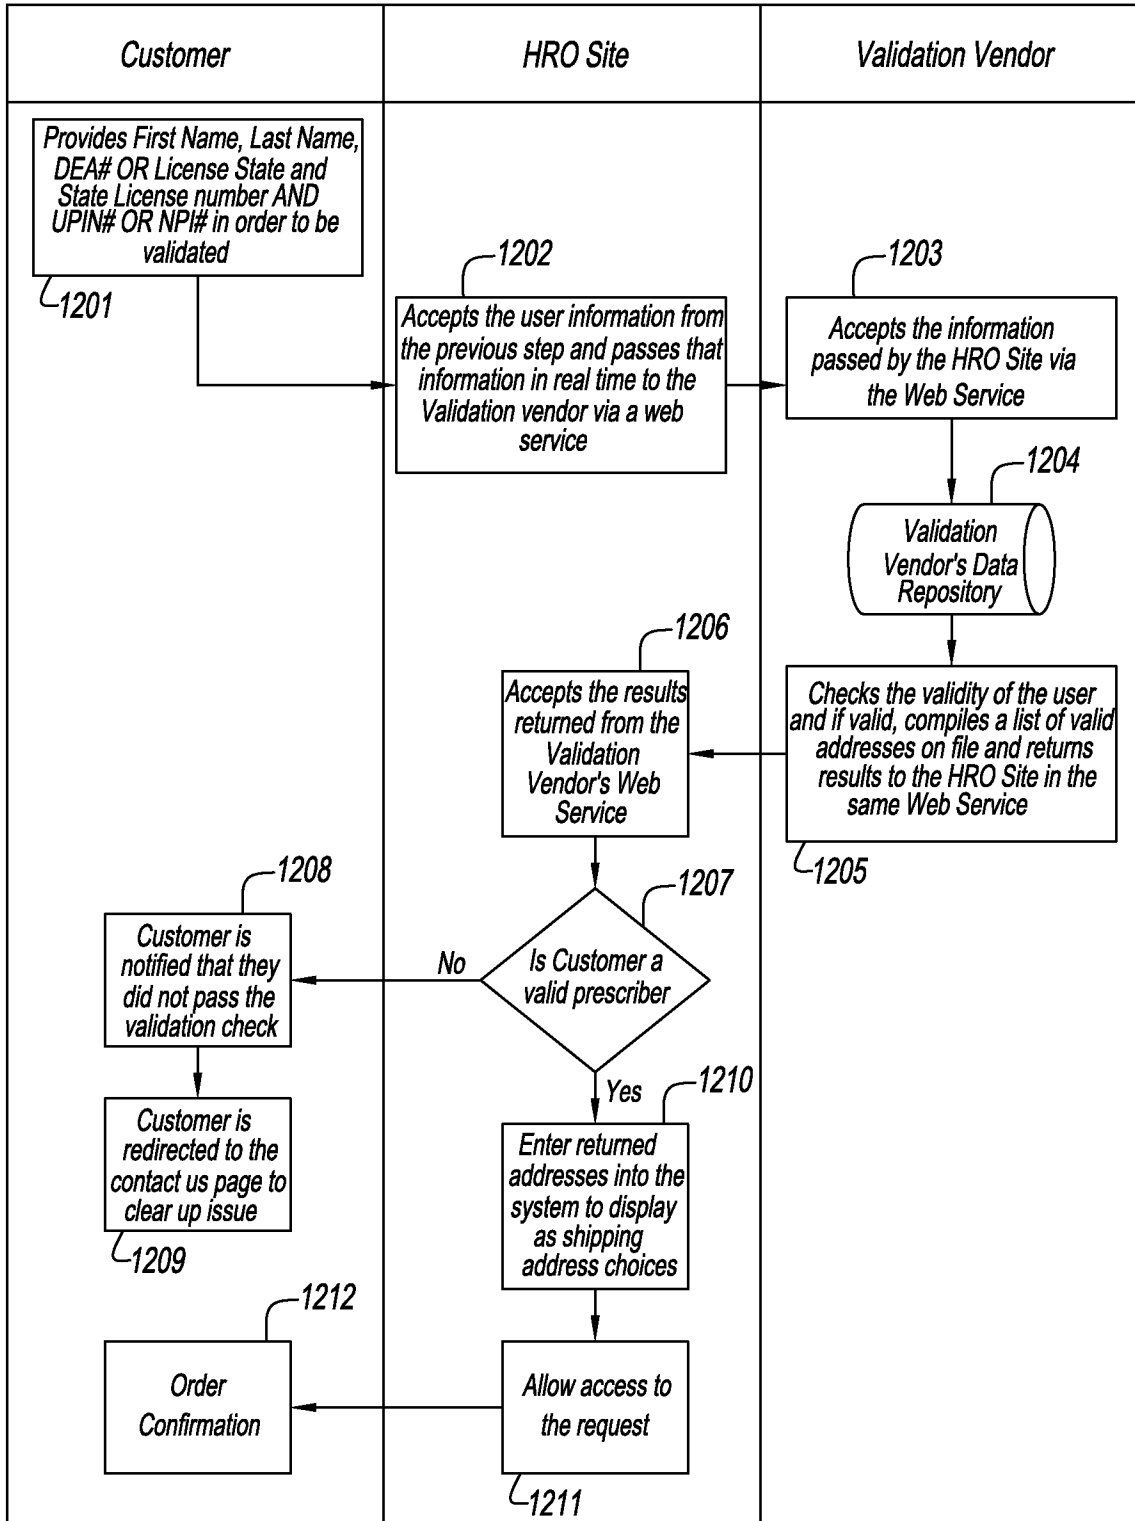 Customer
HRO Site
Validation Vendor
Provides First Name, Last Name,
DEA# OR License State and
State License number AND
UPIN# OR NPI# in order to be
validated
1201
1202
Accepts the user information from
the previous step and passes that
information in real time to the
Validation vendor via a web
service
1203
Accepts the information
passed by the HRO Site via
the Web Service
1204
Validation
Vendor's Data
Repository
1206
Accepts the results
returned from the
Validation
Vendor's Web
Service
Checks the validity of the user
and if valid, compiles a list of valid
addresses on file and returns
results to the HRO Site in the
same Web Service
1205
1207
Is Customer a
valid prescriber
No
1208
Customer is
notified that they
did not pass the
validation check
Customer is
redirected to the
contact us page to
clear up issue
1209
Yes
1210
Enter returned
addresses into the
system to display
as shipping
address choices
Allow access to
the request
1211
1212
Order
Confirmation